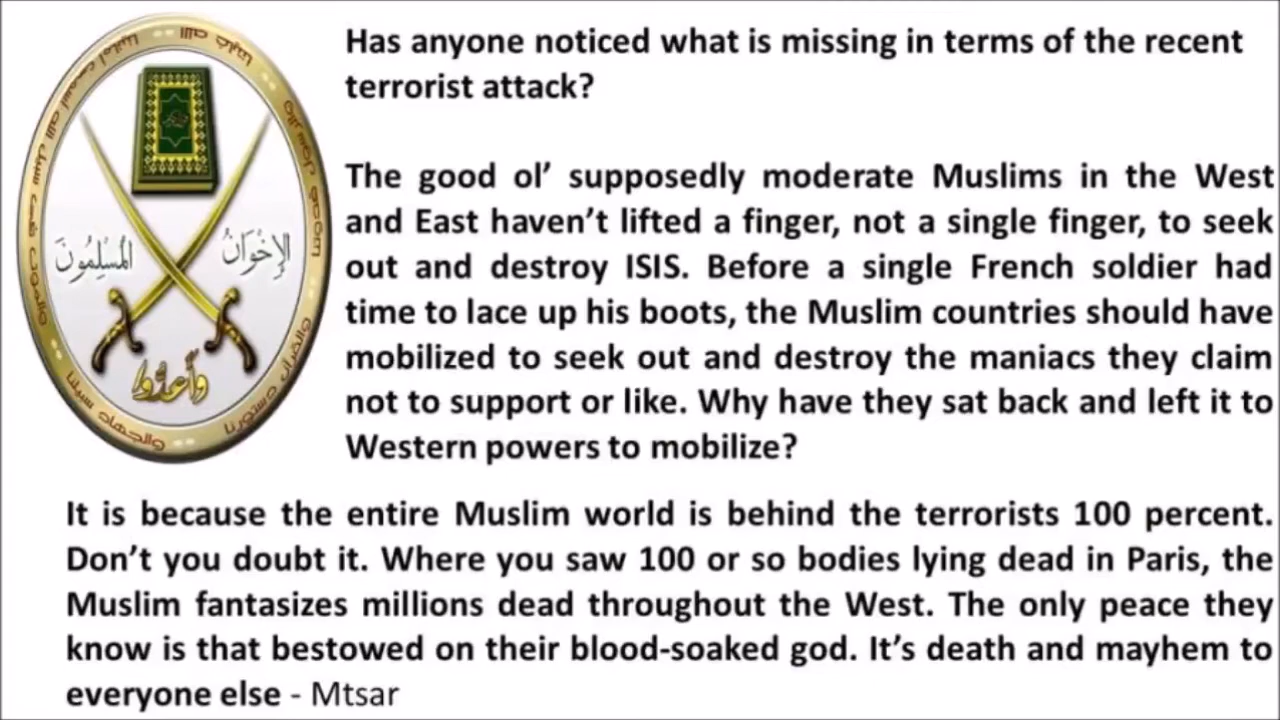 Has anyone noticed what is missing in terms of the recent
terrorist attack?
The good ol’ supposedly moderate Muslims in the West
and East haven’t lifted a finger, not a single finger, to seek
out and destroy ISIS. Before a single French soldier had
time to lace up his boots, the Muslim countries should have
mobilized to seek out and destroy the maniacs they claim
not to support or like. Why have they sat back and left it to
Western powers to mobilize?
It is because the entire Muslim world is behind the terrorists 100 percent.
Don’t you doubt it. Where you saw 100 or so bodies lying dead in Paris, the
Muslim fantasizes millions dead throughout the West. The only peace they
know is that bestowed on their blood-soaked god. It’s death and mayhem to
everyone else - Mtsar
الإخْوَانُ
المُسْلِمُونَ
وَأَعِدُّوا